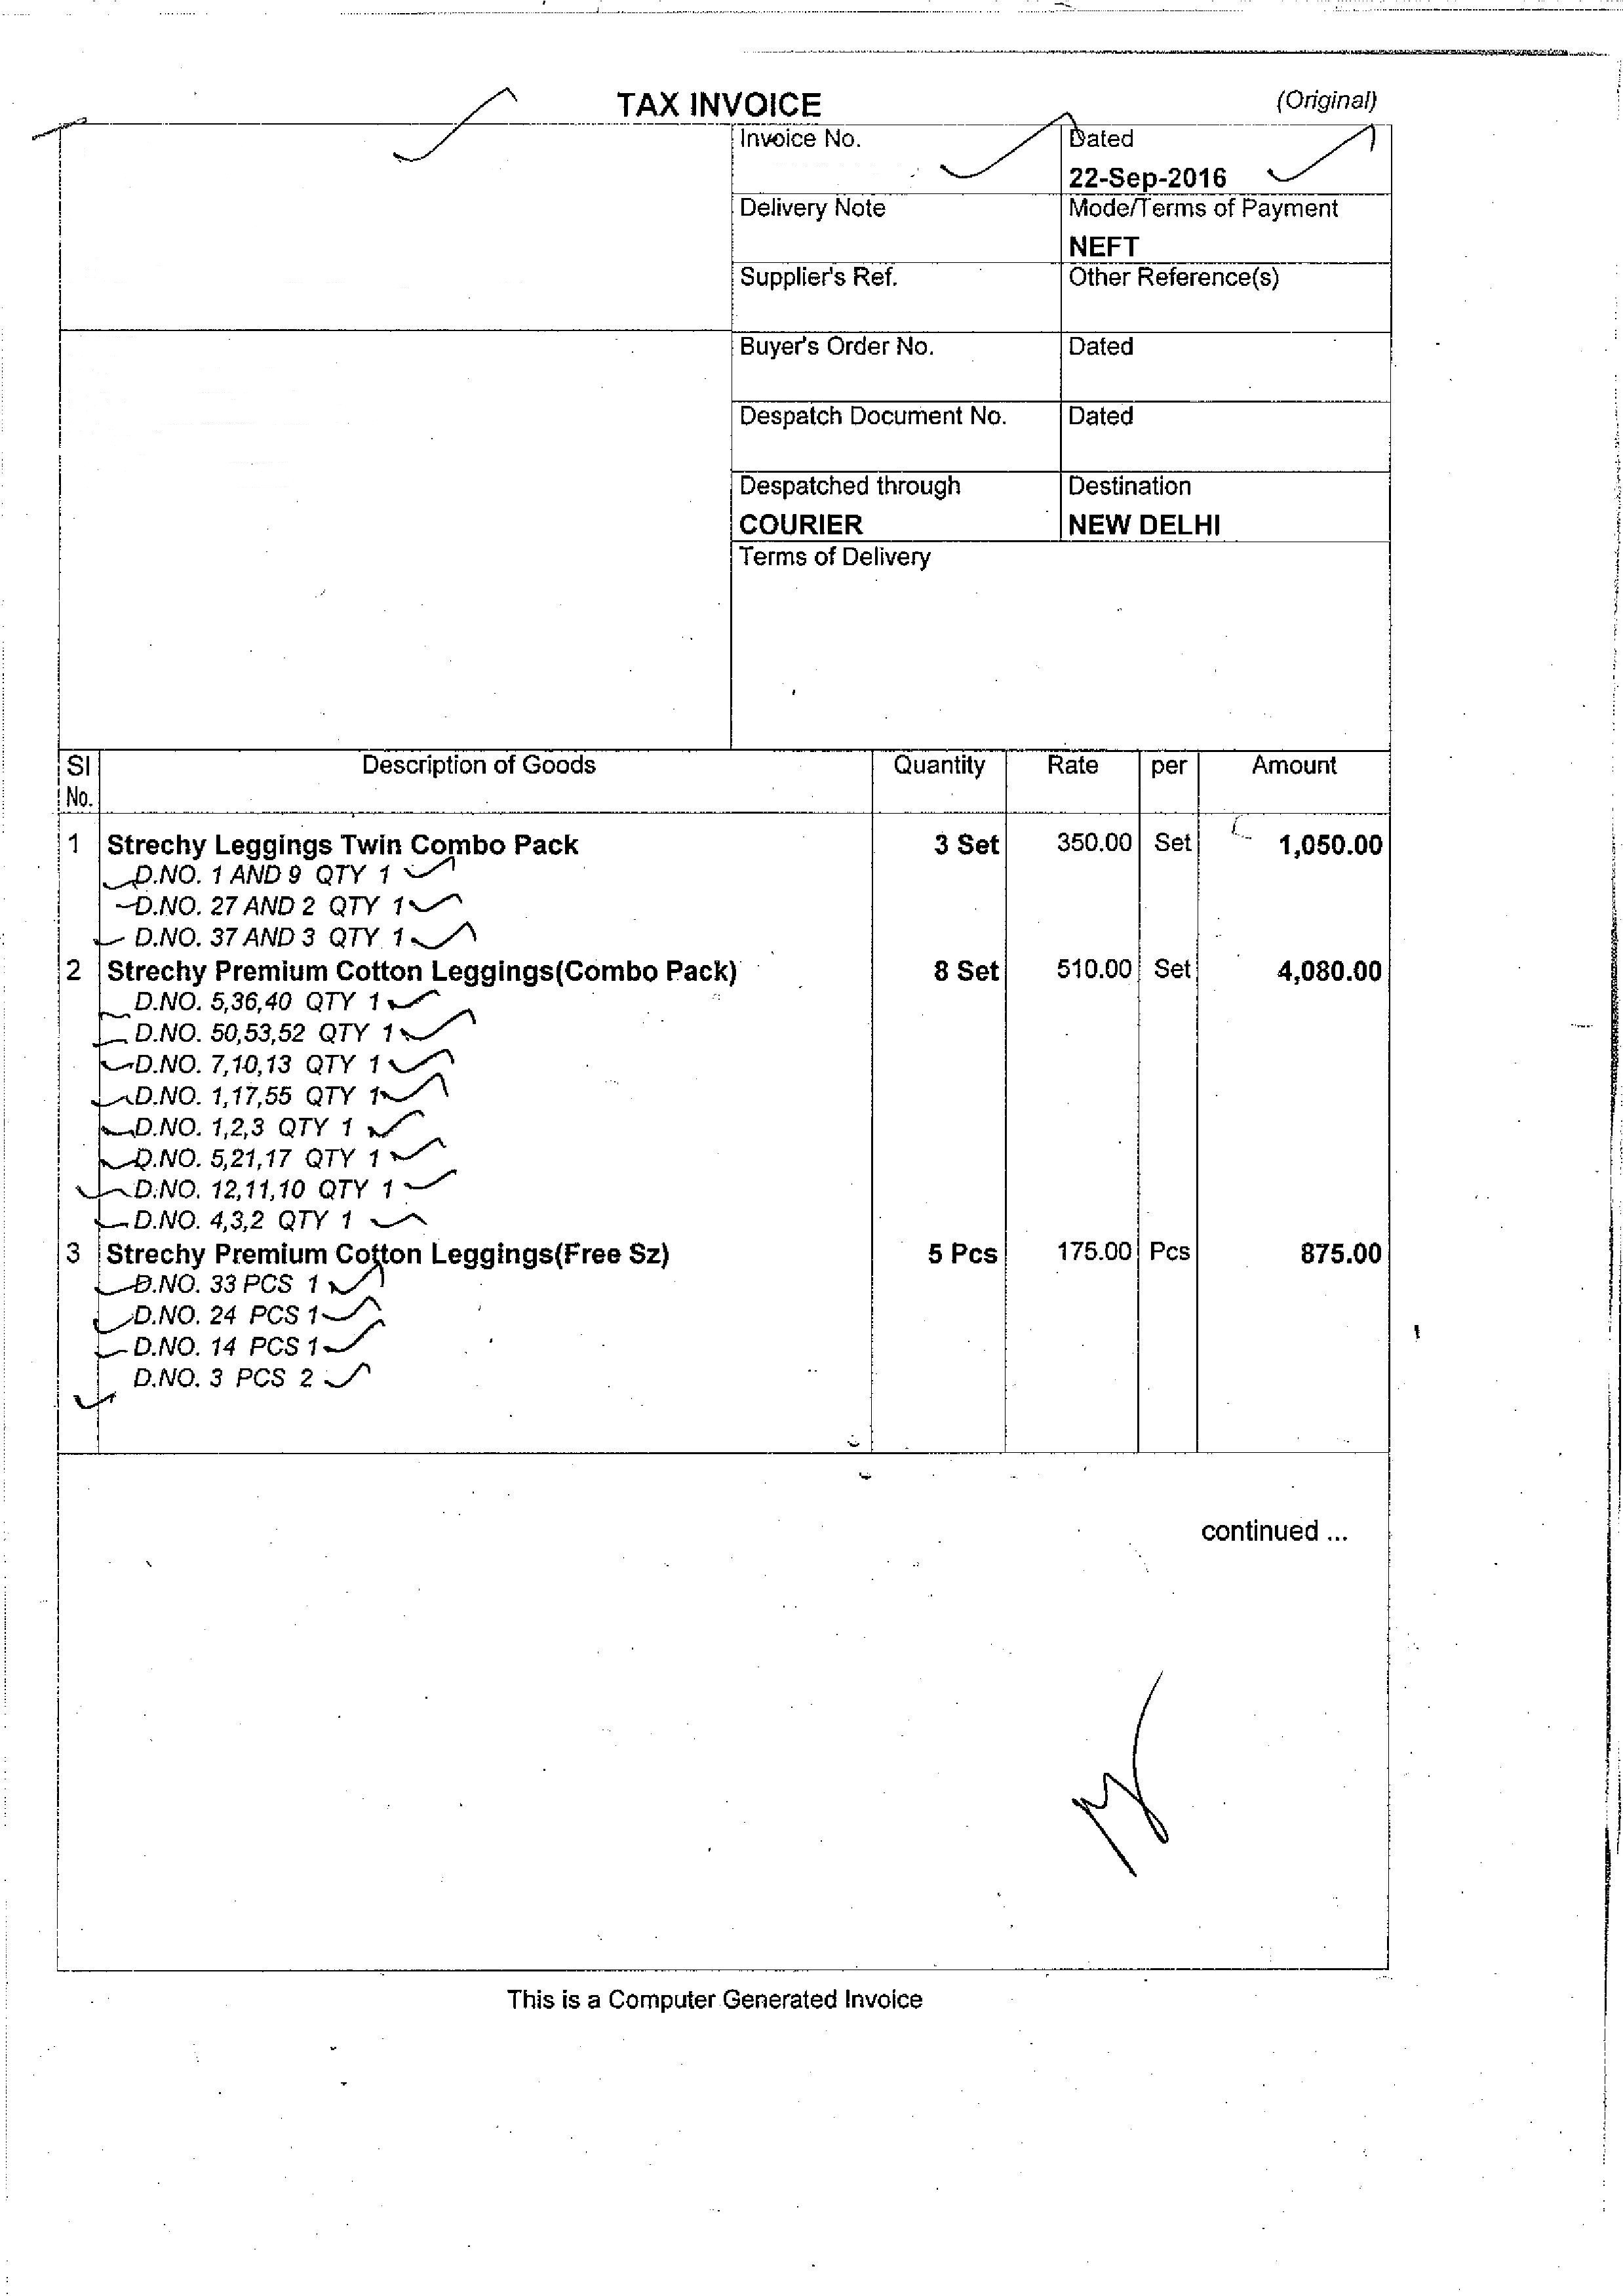 TAX INVOICE
(Original)
Invoice No.
Dated
22-Sep-2016
Delivery Note
Mode/Terms of Payment
NEFT
Supplier's Ref.
Other Reference(s)
Buyer's Order No.
Dated
Despatch Document No.
Dated
Despatched through
COURIER
Destination
NEW DELHI
Terms of Delivery
Sl No. Description of Goods Quantity Rate per Amount
1 Strechy Leggings Twin Combo Pack 3 Set 350.00 Set 1,050.00
D.NO. 1 AND 9 QTY 1
D.NO. 27 AND 2 QTY 1
D.NO. 37 AND 3 QTY 1
2 Strechy Premium Cotton Leggings(Combo Pack) 8 Set 510.00 Set 4,080.00
D.NO. 5,36,40 QTY 1
D.NO. 50,53,52 QTY 1
D.NO. 7,10,13 QTY 1
D.NO. 1,17,55 QTY 1
D.NO. 1,2,3 QTY 1
D.NO. 5,21,17 QTY 1
D.NO. 12,11,10 QTY 1
D.NO. 4,3,2 QTY 1
3 Strechy Premium Cotton Leggings(Free Sz) 5 Pcs 175.00 Pcs 875.00
D.NO. 33 PCS 1
D.NO. 24 PCS 1
D.NO. 14 PCS 1
D.NO. 3 PCS 2
continued ...
This is a Computer Generated Invoice